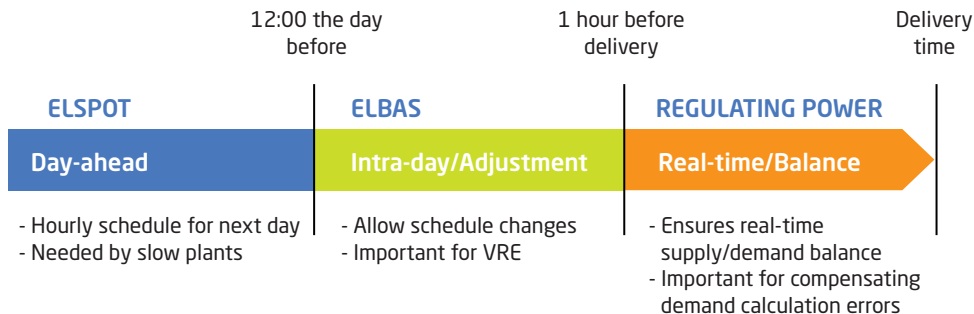 12:00 the day
before
1 hour before
delivery
Delivery
time
ELSPOT
ELBAS
REGULATING POWER
Day-ahead
Intra-day/Adjustment
Real-time/Balance
- Hourly schedule for next day
- Needed by slow plants
- Allow schedule changes
- Important for VRE
- Ensures real-time
supply/demand balance
- Important for compensating
demand calculation errors